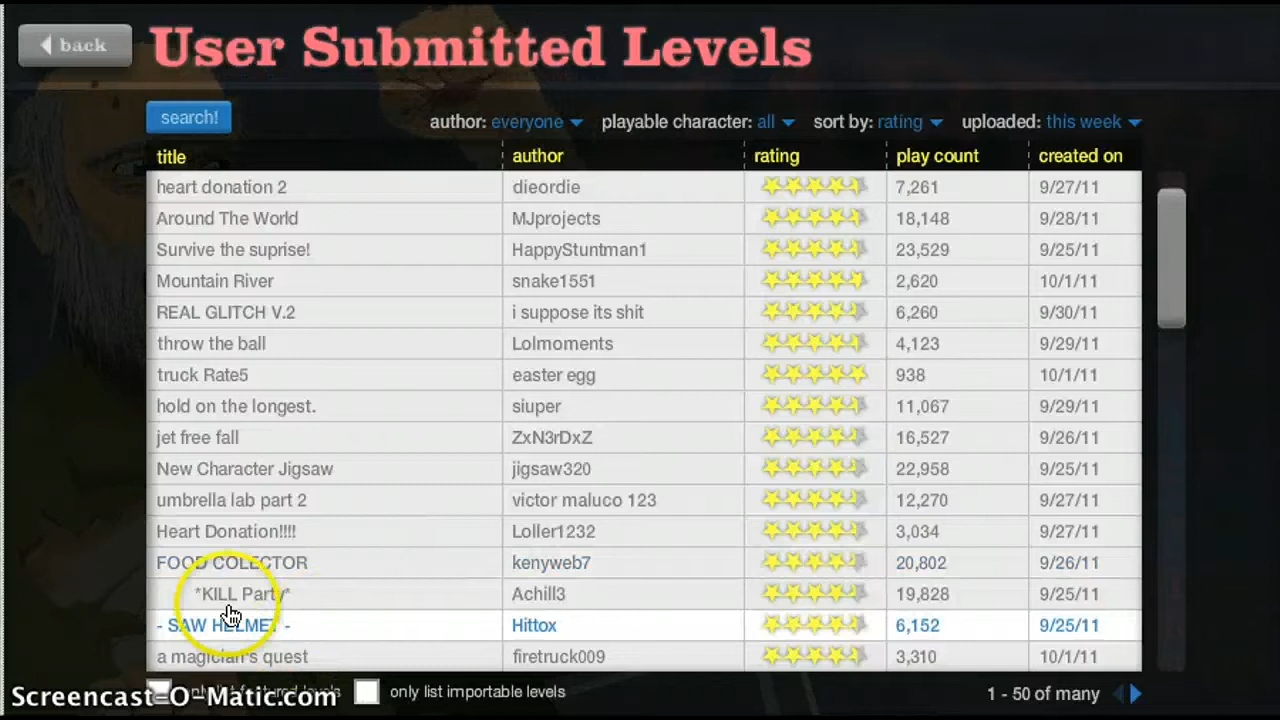 back
User Submitted Levels
search! author: everyone playable character: all sort by: rating uploaded: this week
title author rating play count created on
heart donation 2 dieordie 7,261 9/27/11
Around The World MJprojects 18,148 9/28/11
Survive the suprise! HappyStuntman1 23,529 9/25/11
Mountain River snake1551 2,620 10/1/11
REAL GLITCH V.2 i suppose its shit 6,260 9/30/11
throw the ball Lolmoments 4,123 9/29/11
truck Rate5 easter egg 938 10/1/11
hold on the longest. siuper 11,067 9/29/11
jet free fall ZxN3rDxZ 16,527 9/26/11
New Character Jigsaw jigsaw320 22,958 9/25/11
umbrella lab part 2 victor maluco 123 12,270 9/27/11
Heart Donation!!!! Loller1232 3,034 9/27/11
FOOD COLECTOR kenyweb7 20,802 9/26/11
*KILL Party* Achill3 19,828 9/25/11
- SAW HELMET - Hittox 6,152 9/25/11
a magician's quest firetruck009 3,310 10/1/11
only list featured levels only list importable levels 1 - 50 of many
Screencast-O-Matic.com